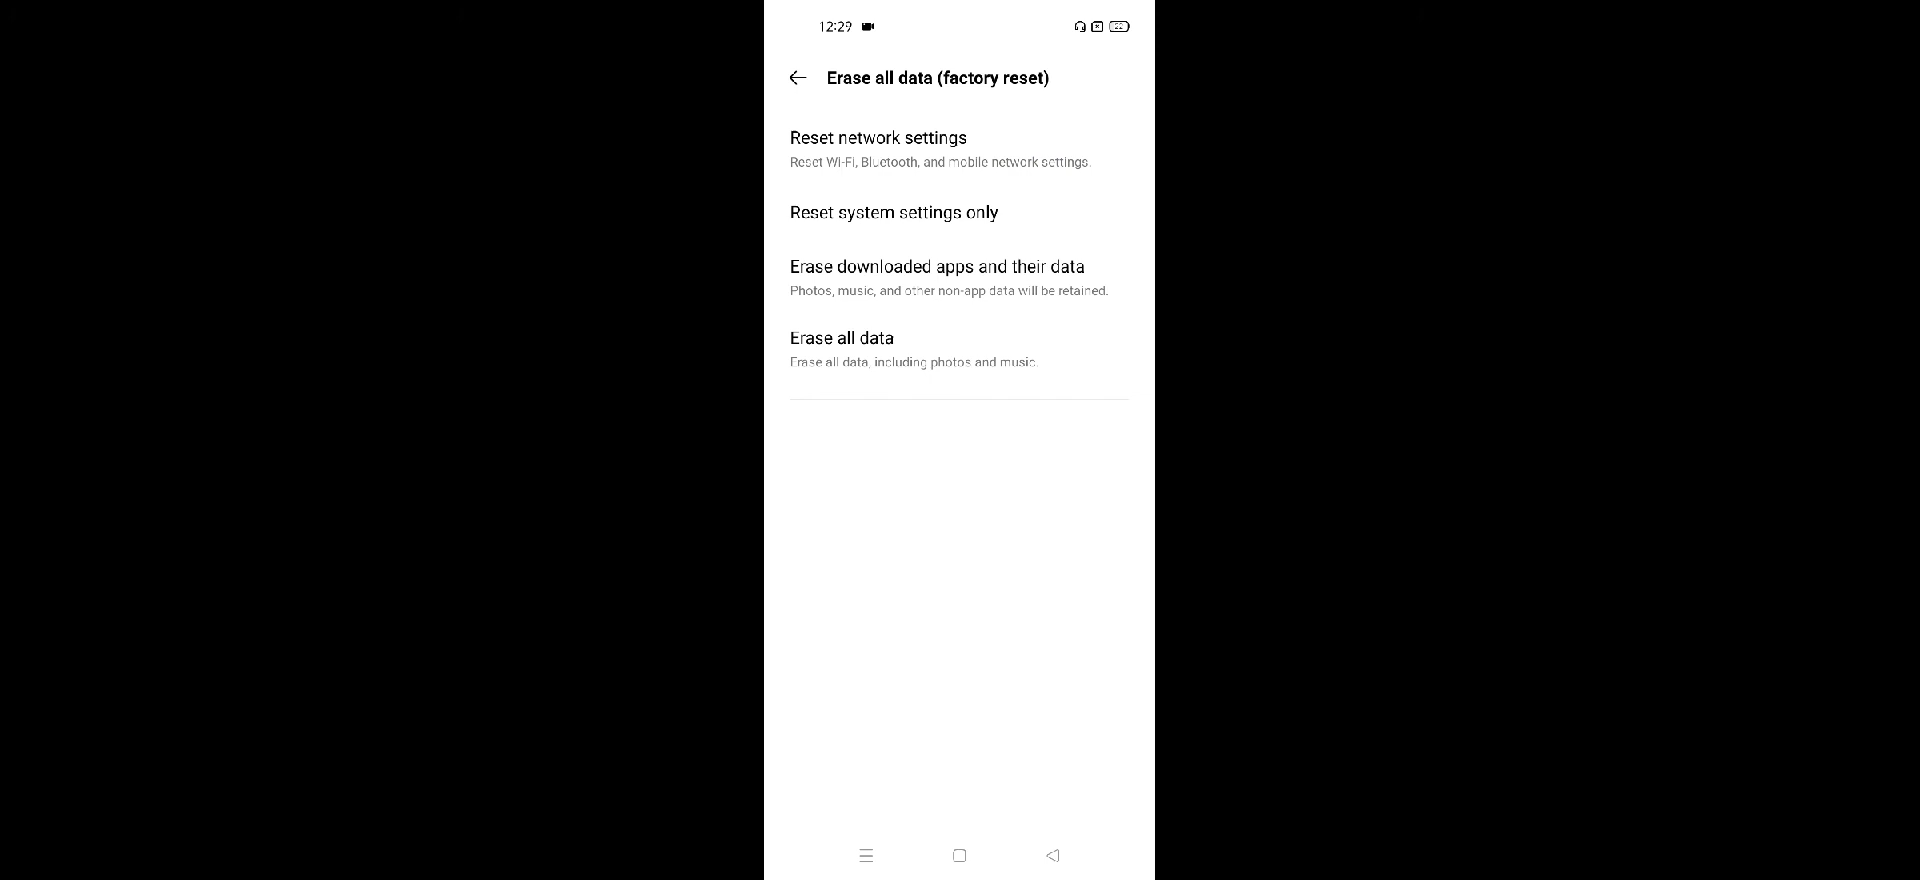 12:29
Erase all data (factory reset)
Reset network settings
Reset Wi-Fi, Bluetooth, and mobile network settings.
Reset system settings only
Erase downloaded apps and their data
Photos, music, and other non-app data will be retained.
Erase all data
Erase all data, including photos and music.